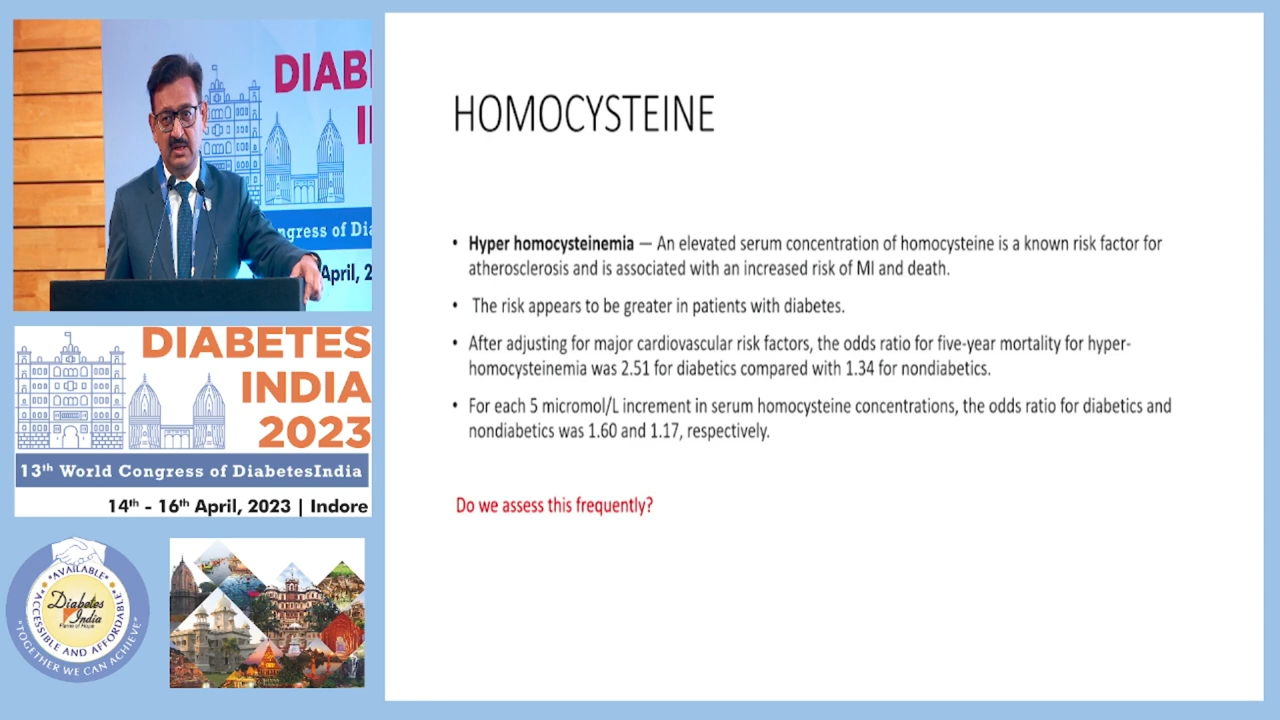 DIABE
I
ngress of Dia
April, 2
DIABETES
INDIA
2023
13th World Congress of DiabetesIndia
14th - 16th April, 2023 | Indore
*AVAILABLE*
*ACCESSIBLE AND AFFORDABLE*
Diabetes
India
"TOGETHER WE CAN ACHIEVE"
HOMOCYSTEINE
• Hyper homocysteinemia — An elevated serum concentration of homocysteine is a known risk factor for
atherosclerosis and is associated with an increased risk of MI and death.
• The risk appears to be greater in patients with diabetes.
• After adjusting for major cardiovascular risk factors, the odds ratio for five-year mortality for hyper-
homocysteinemia was 2.51 for diabetics compared with 1.34 for nondiabetics.
• For each 5 micromol/L increment in serum homocysteine concentrations, the odds ratio for diabetics and
nondiabetics was 1.60 and 1.17, respectively.
Do we assess this frequently?